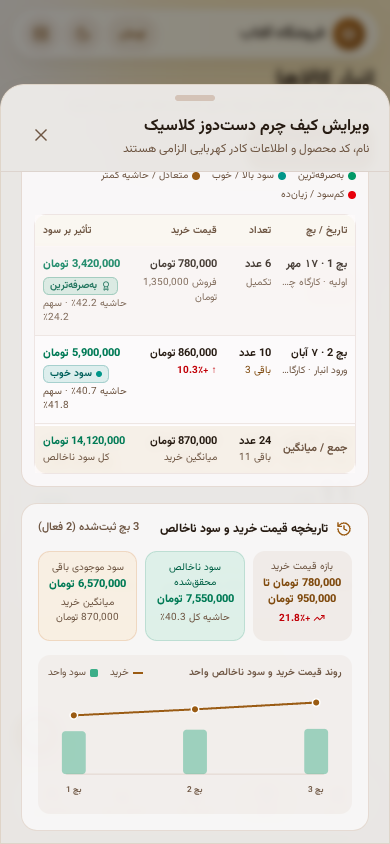 ویرایش کیف چرم دست‌دوز کلاسیک
نام، کد محصول و اطلاعات کادر کهربایی الزامی هستند
به‌صرفه‌ترین سود بالا / خوب متعادل / حاشیه کمتر
کم‌سود / زیان‌ده
تاریخ / بچ تعداد قیمت خرید تأثیر بر سود
بچ 1 · ۱۷ مهر 6 عدد 780,000 تومان 3,420,000 تومان
اولیه · کارگاه چ... تکمیل فروش 1,350,000 تومان
به‌صرفه‌ترین
حاشیه 42.2٪ · سهم 24.2٪
بچ 2 · ۷ آبان 10 عدد 860,000 تومان 5,900,000 تومان
ورود انبار · کارگا... باقی 3 ↑ +10.3٪
سود خوب
حاشیه 40.7٪ · سهم 41.8٪
جمع / میانگین 24 عدد 870,000 تومان 14,120,000 تومان
باقی 11 میانگین خرید کل سود ناخالص
تاریخچه قیمت خرید و سود ناخالص 3 بچ ثبت‌شده (2 فعال)
بازه قیمت خرید
780,000 تومان تا
950,000 تومان
+21.8٪
سود ناخالص
محقق‌شده
7,550,000 تومان
حاشیه کل 40.3٪
سود موجودی باقی
6,570,000 تومان
میانگین خرید
870,000 تومان
روند قیمت خرید و سود ناخالص واحد خرید سود واحد
بچ 1 بچ 2 بچ 3